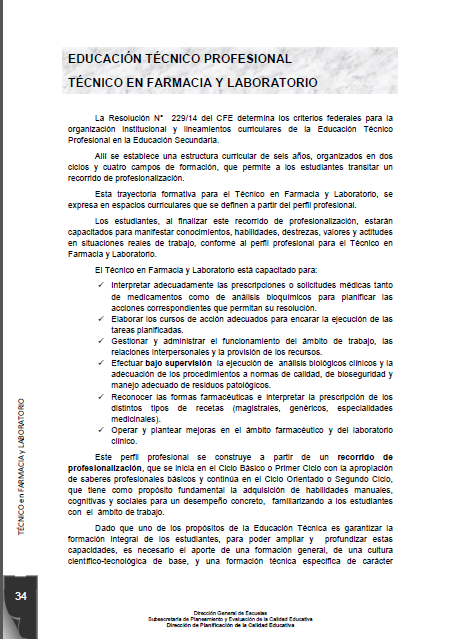 EDUCACIÓN TÉCNICO PROFESIONAL
TÉCNICO EN FARMACIA Y LABORATORIO
La Resolución N° 229/14 del CFE determina los criterios federales para la
organización institucional y lineamientos curriculares de la Educación Técnico
Profesional en la Educación Secundaria.
Allí se establece una estructura curricular de seis años, organizados en dos
ciclos y cuatro campos de formación, que permite a los estudiantes transitar un
recorrido de profesionalización.
Esta trayectoria formativa para el Técnico en Farmacia y Laboratorio, se
expresa en espacios curriculares que se definen a partir del perfil profesional.
Los estudiantes, al finalizar este recorrido de profesionalización, estarán
capacitados para manifestar conocimientos, habilidades, destrezas, valores y actitudes
en situaciones reales de trabajo, conforme al perfil profesional para el Técnico en
Farmacia y Laboratorio.
El Técnico en Farmacia y Laboratorio está capacitado para:
✓ Interpretar adecuadamente las prescripciones o solicitudes médicas tanto
de medicamentos como de análisis bioquímicos para planificar las
acciones correspondientes que permitan su resolución.
✓ Elaborar los cursos de acción adecuados para encarar la ejecución de las
tareas planificadas.
✓ Gestionar y administrar el funcionamiento del ámbito de trabajo, las
relaciones interpersonales y la provisión de los recursos.
✓ Efectuar bajo supervisión la ejecución de análisis biológicos clínicos y la
adecuación de los procedimientos a normas de calidad, de bioseguridad y
manejo adecuado de residuos patológicos.
✓ Reconocer las formas farmacéuticas e interpretar la prescripción de los
distintos tipos de recetas (magistrales, genéricos, especialidades
medicinales).
✓ Operar y plantear mejoras en el ámbito farmacéutico y del laboratorio
clínico.
Este perfil profesional se construye a partir de un recorrido de
profesionalización, que se inicia en el Ciclo Básico o Primer Ciclo con la apropiación
de saberes profesionales básicos y continúa en el Ciclo Orientado o Segundo Ciclo,
que tiene como propósito fundamental la adquisición de habilidades manuales,
cognitivas y sociales para un desempeño concreto, familiarizando a los estudiantes
con el ámbito de trabajo.
Dado que uno de los propósitos de la Educación Técnica es garantizar la
formación integral de los estudiantes, para poder ampliar y profundizar estas
capacidades, es necesario el aporte de una formación general, de una cultura
científico-tecnológica de base, y una formación técnica específica de carácter
TÉCNICO en FARMACIA y LABORATORIO
34
Dirección General de Escuelas
Subsecretaría de Planeamiento y Evaluación de la Calidad Educativa
Dirección de Planificación de la Calidad Educativa